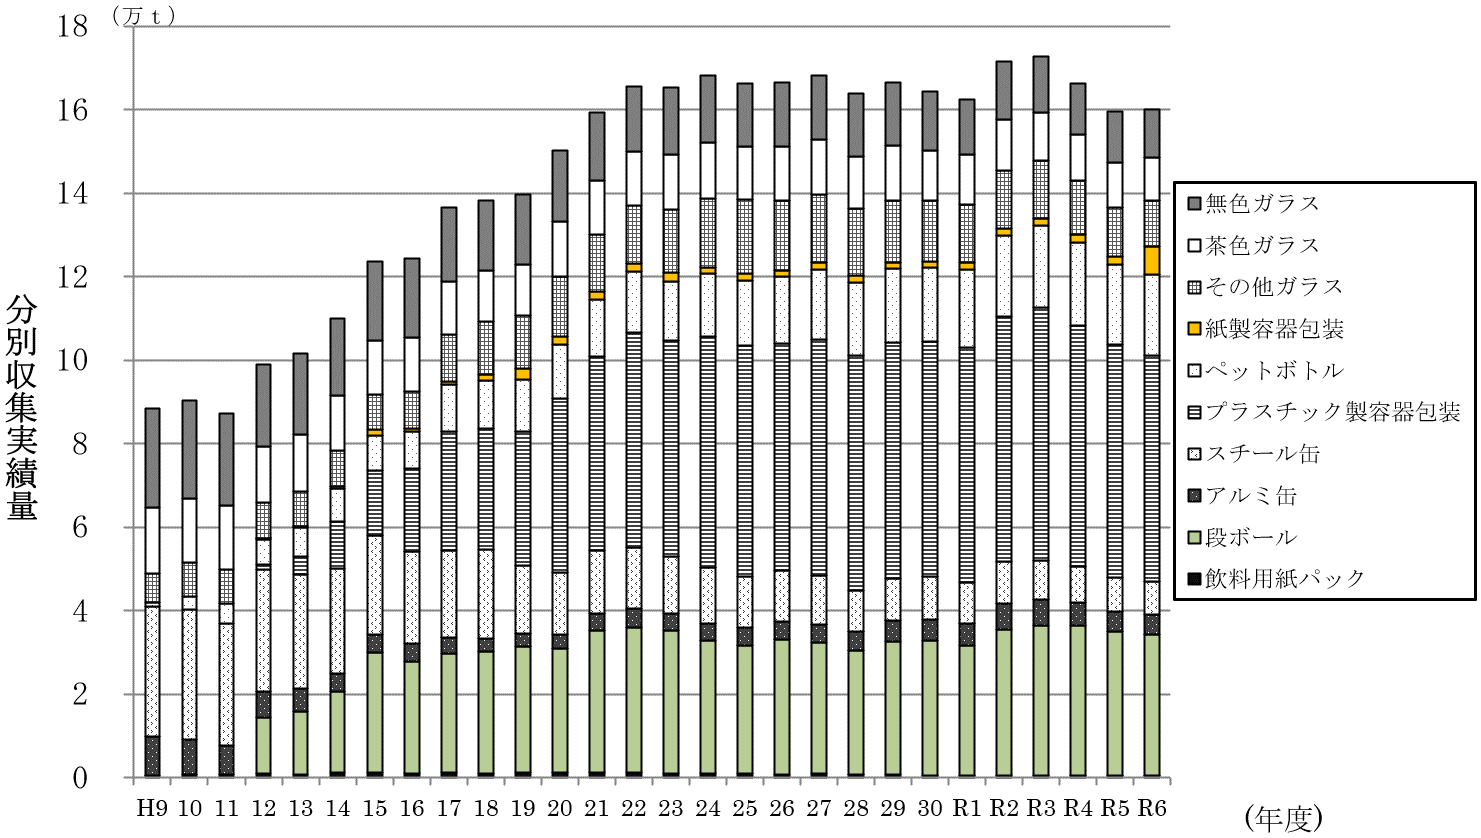 (万ｔ)
18
16
14
12
10
8
6
4
2
0
分別収集実績量
H9 10 11 12 13 14 15 16 17 18 19 20 21 22 23 24 25 26 27 28 29 30 R1 R2 R3 R4 R5 R6
(年度)
無色ガラス
茶色ガラス
その他ガラス
紙製容器包装
ペットボトル
プラスチック製容器包装
スチール缶
アルミ缶
段ボール
飲料用紙パック